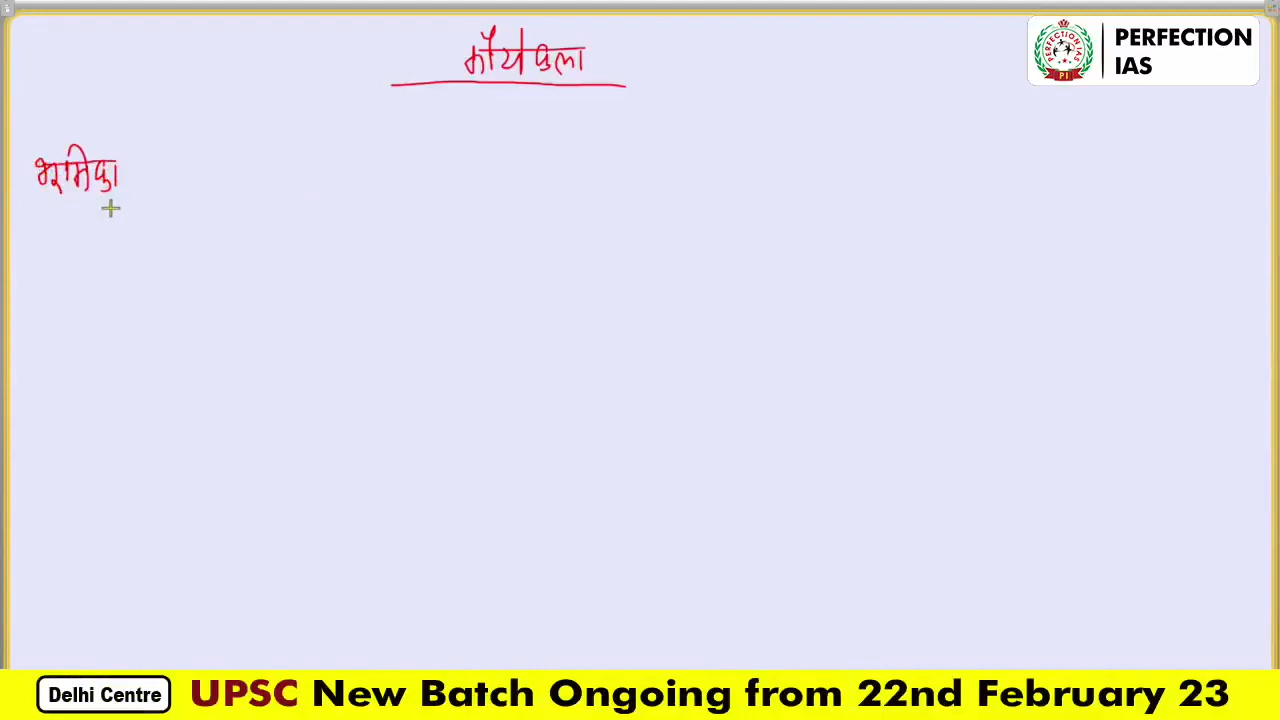 मौर्य कला
PERFECTION
IAS
भूमिका
Delhi Centre
UPSC New Batch Ongoing from 22nd February 23